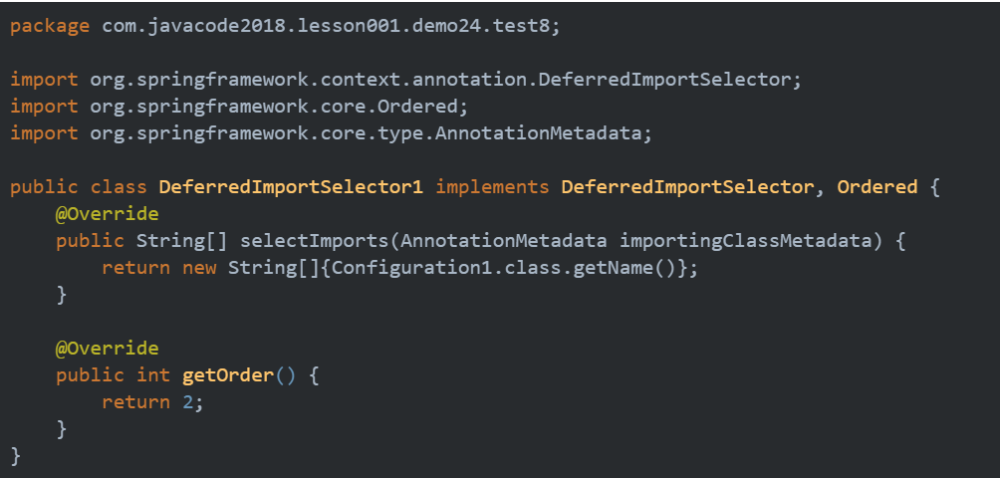 package com.javacode2018.lesson001.demo24.test8;
import org.springframework.context.annotation.DeferredImportSelector;
import org.springframework.core.Ordered;
import org.springframework.core.type.AnnotationMetadata;
public class DeferredImportSelector1 implements DeferredImportSelector, Ordered {
    @Override
    public String[] selectImports(AnnotationMetadata importingClassMetadata) {
        return new String[]{Configuration1.class.getName()};
    }
    @Override
    public int getOrder() {
        return 2;
    }
}